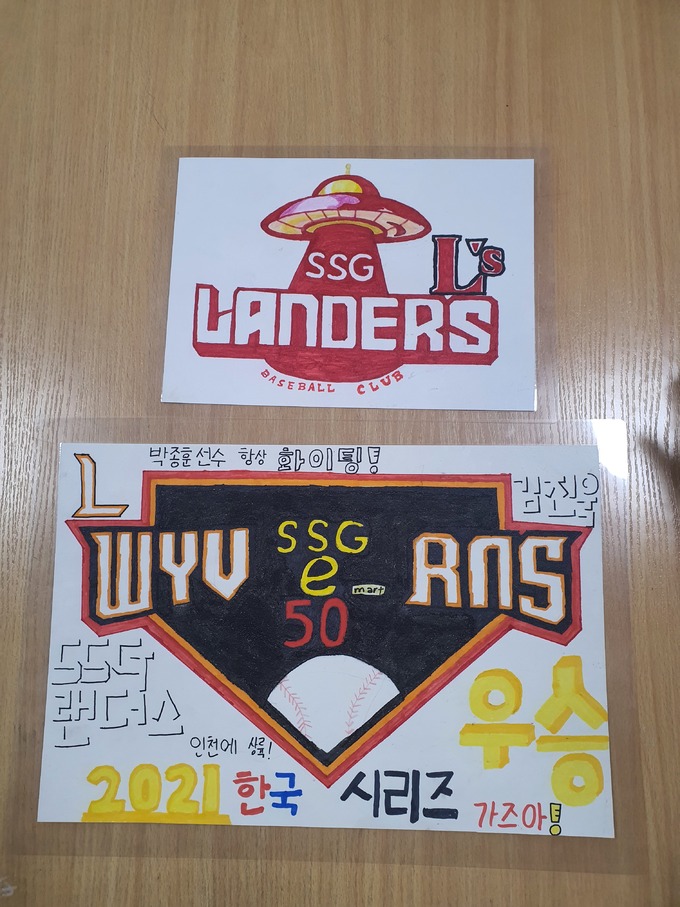 SSG
L's
LANDERS
BASEBALL CLUB
박종훈선수 항상 화이팅!
L
김진우
WYV SSG RNS
e mart
50
SSG
랜더스
우승
인천에 상륙!
2021 한국 시리즈 가즈아!